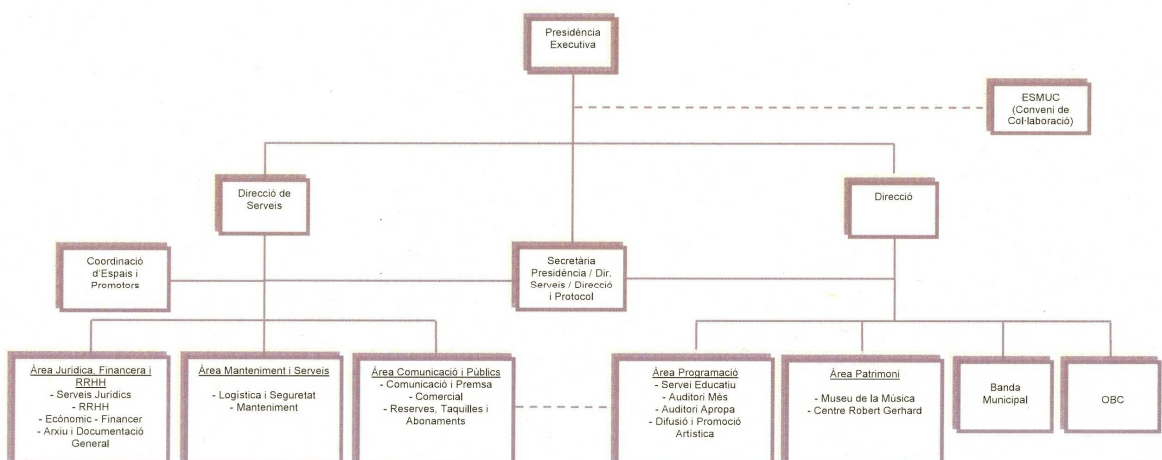 Presidència
Executiva
ESMUC
(Conveni de
Col·laboració)
Direcció de
Serveis
Direcció
Coordinació
d'Espais i
Promotors
Secretària
Presidència / Dir.
Serveis / Direcció
i Protocol
Àrea Jurídica, Financera i
RRHH
- Serveis Jurídics
- RRHH
- Ecònomic - Financer
- Arxiu i Documentació
General
Àrea Manteniment i Serveis
- Logística i Seguretat
- Manteniment
Àrea Comunicació i Públics
- Comunicació i Premsa
- Comercial
- Reserves, Taquilles i
Abonaments
Àrea Programació
- Servei Educatiu
- Auditori Més
- Auditori Apropa
- Difusió i Promoció
Artística
Àrea Patrimoni
- Museu de la Música
- Centre Robert Gerhard
Banda
Municipal
OBC